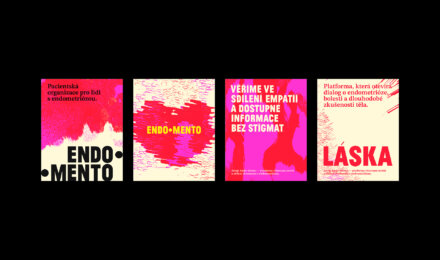 Pacientská
organizace pro lidi
s endometriózou.
ENDO•
•MENTO
ENDO•MENTO
VĚŘÍME VE
SDÍLENÍ EMPATII
A DOSTUPNÉ
INFORMACE
BEZ STIGMAT
Platforma, která otevírá
dialog o endometrióze,
bolesti a dlouhodobé
zkušenosti těla.
LÁSKA